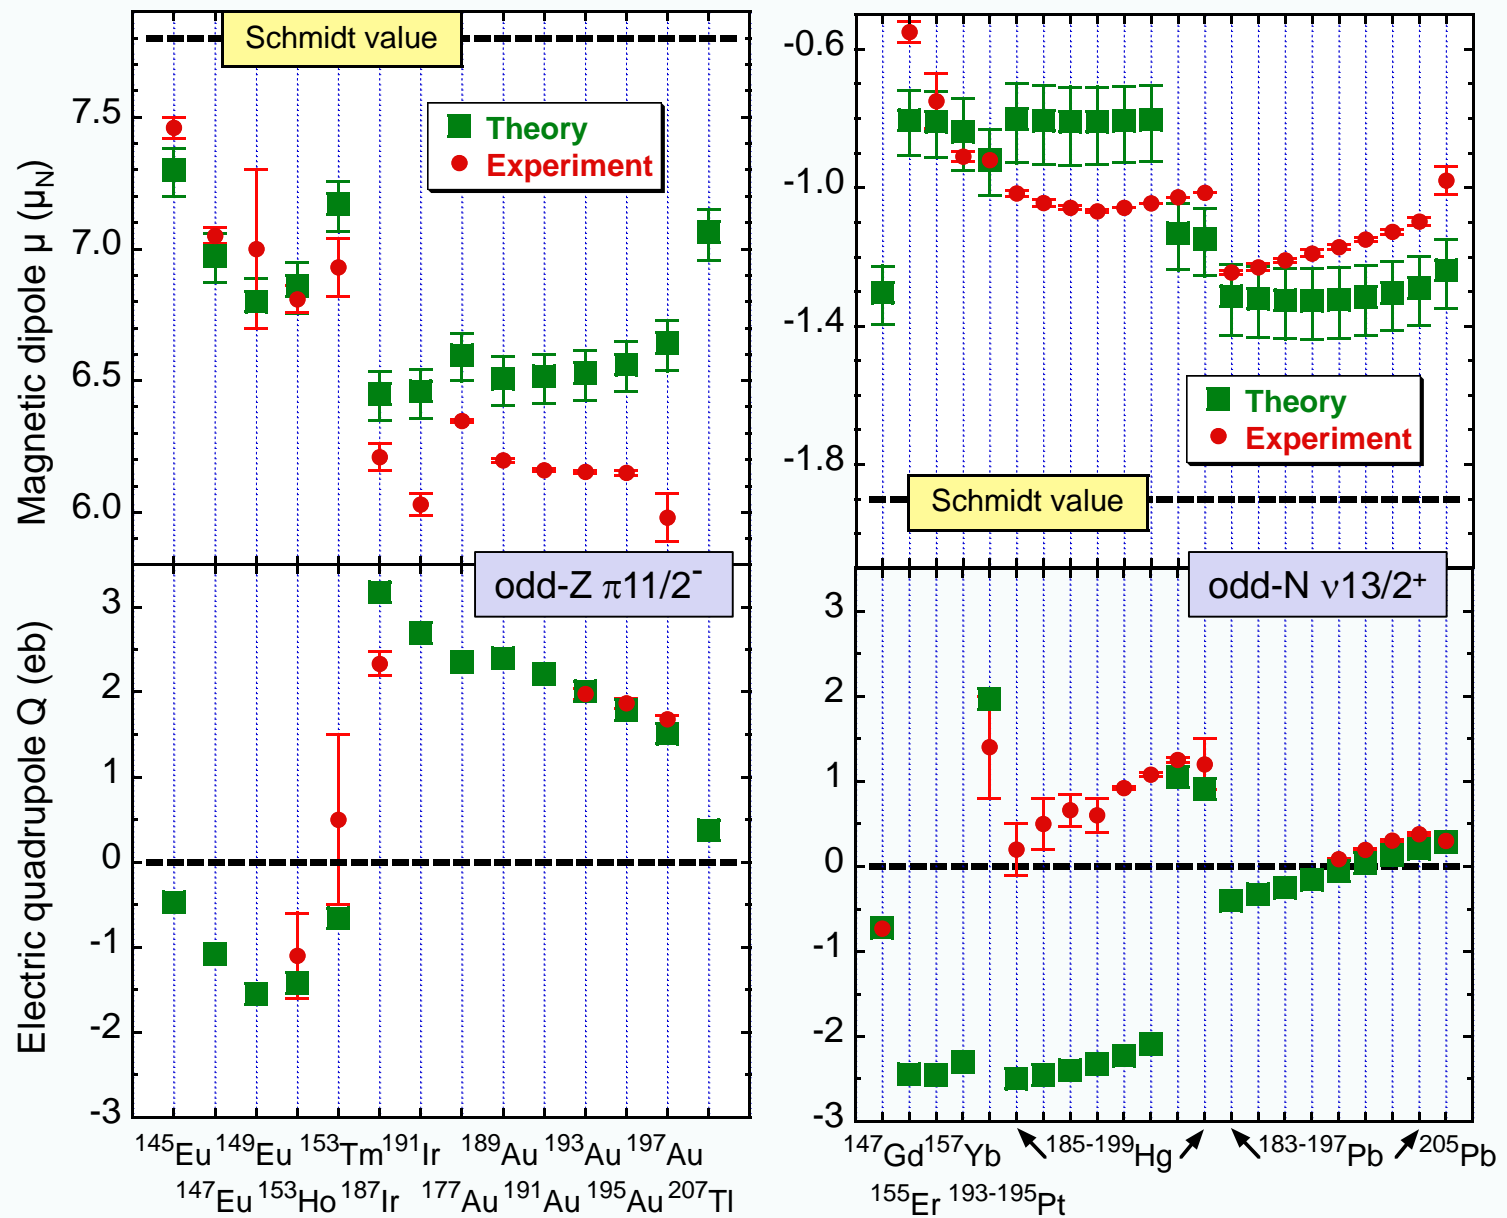 Magnetic dipole μ (μN)
7.5
7.0
6.5
6.0
Schmidt value
Theory
Experiment
-0.6
-1.0
-1.4
-1.8
Theory
Experiment
Schmidt value
Electric quadrupole Q (eb)
3
2
1
0
-1
-2
-3
odd-Z π11/2⁻
3
2
1
0
-1
-2
-3
odd-N ν13/2⁺
¹⁴⁵Eu ¹⁴⁹Eu ¹⁵³Tm ¹⁹¹Ir ¹⁸⁹Au ¹⁹³Au ¹⁹⁷Au
¹⁴⁷Eu ¹⁵³Ho ¹⁸⁷Ir ¹⁷⁷Au ¹⁹¹Au ¹⁹⁵Au ²⁰⁷Tl
¹⁴⁷Gd ¹⁵⁷Yb ¹⁸⁵⁻¹⁹⁹Hg ¹⁸³⁻¹⁹⁷Pb ²⁰⁵Pb
¹⁵⁵Er ¹⁹³⁻¹⁹⁵Pt